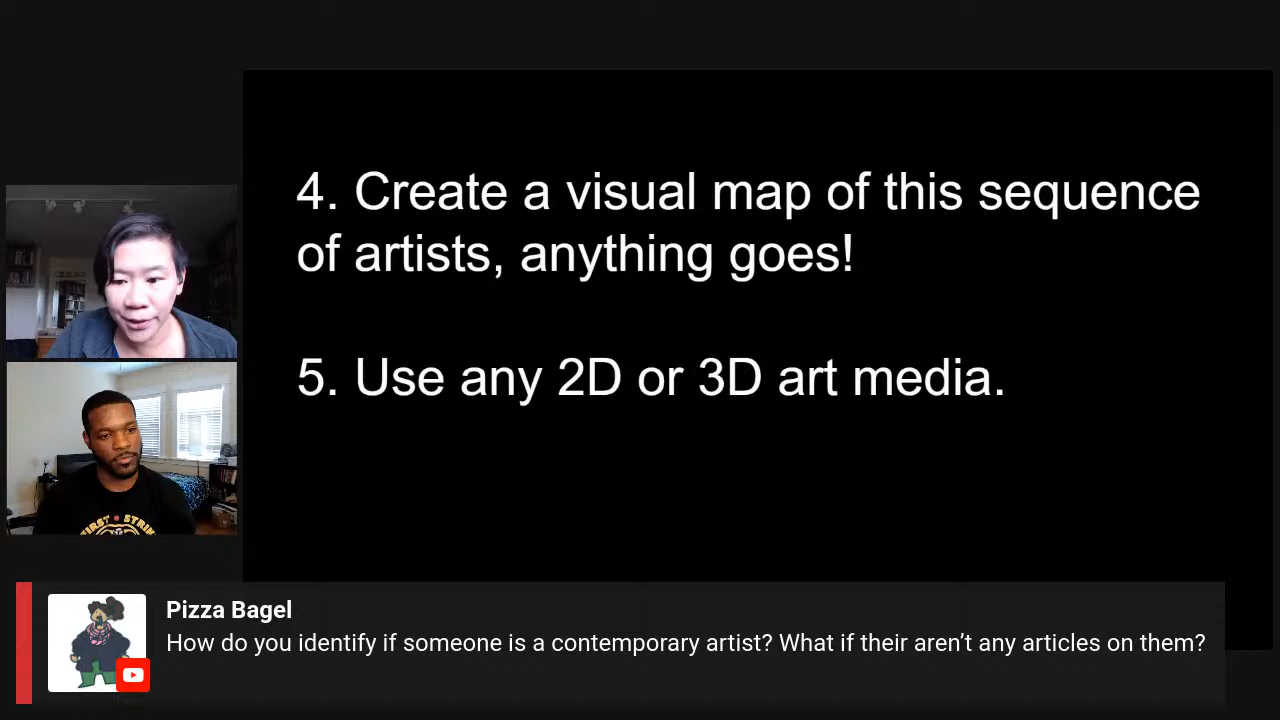 4. Create a visual map of this sequence
of artists, anything goes!
5. Use any 2D or 3D art media.
FIRST STRIN
Pizza Bagel
How do you identify if someone is a contemporary artist? What if their aren’t any articles on them?